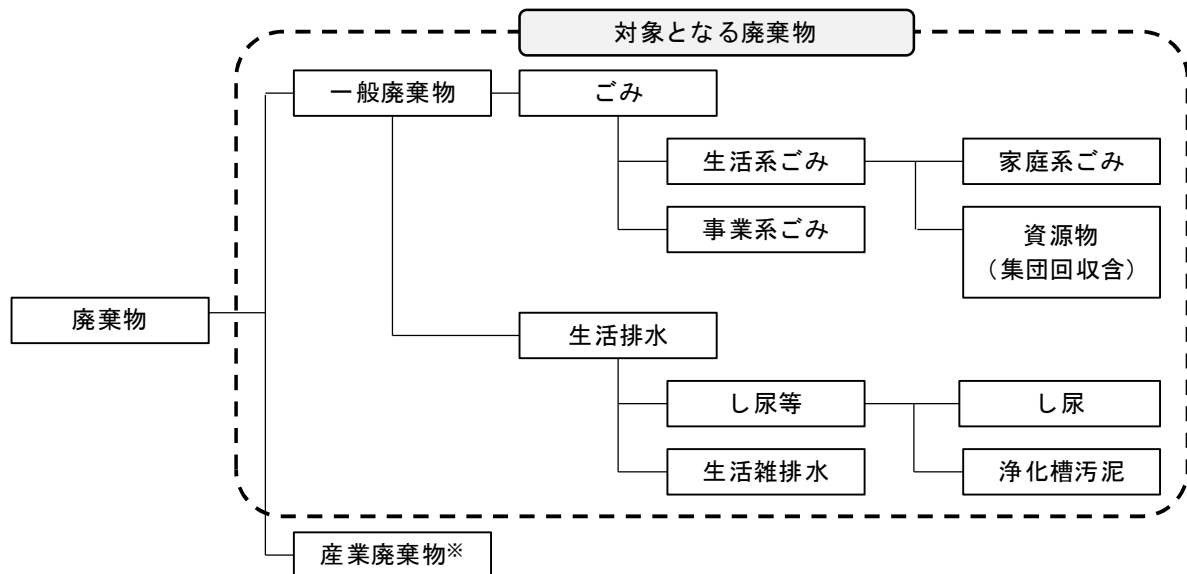 対象となる廃棄物
一般廃棄物
ごみ
生活系ごみ
家庭系ごみ
事業系ごみ
資源物
（集団回収含）
廃棄物
生活排水
し尿等
し尿
生活雑排水
浄化槽汚泥
産業廃棄物※